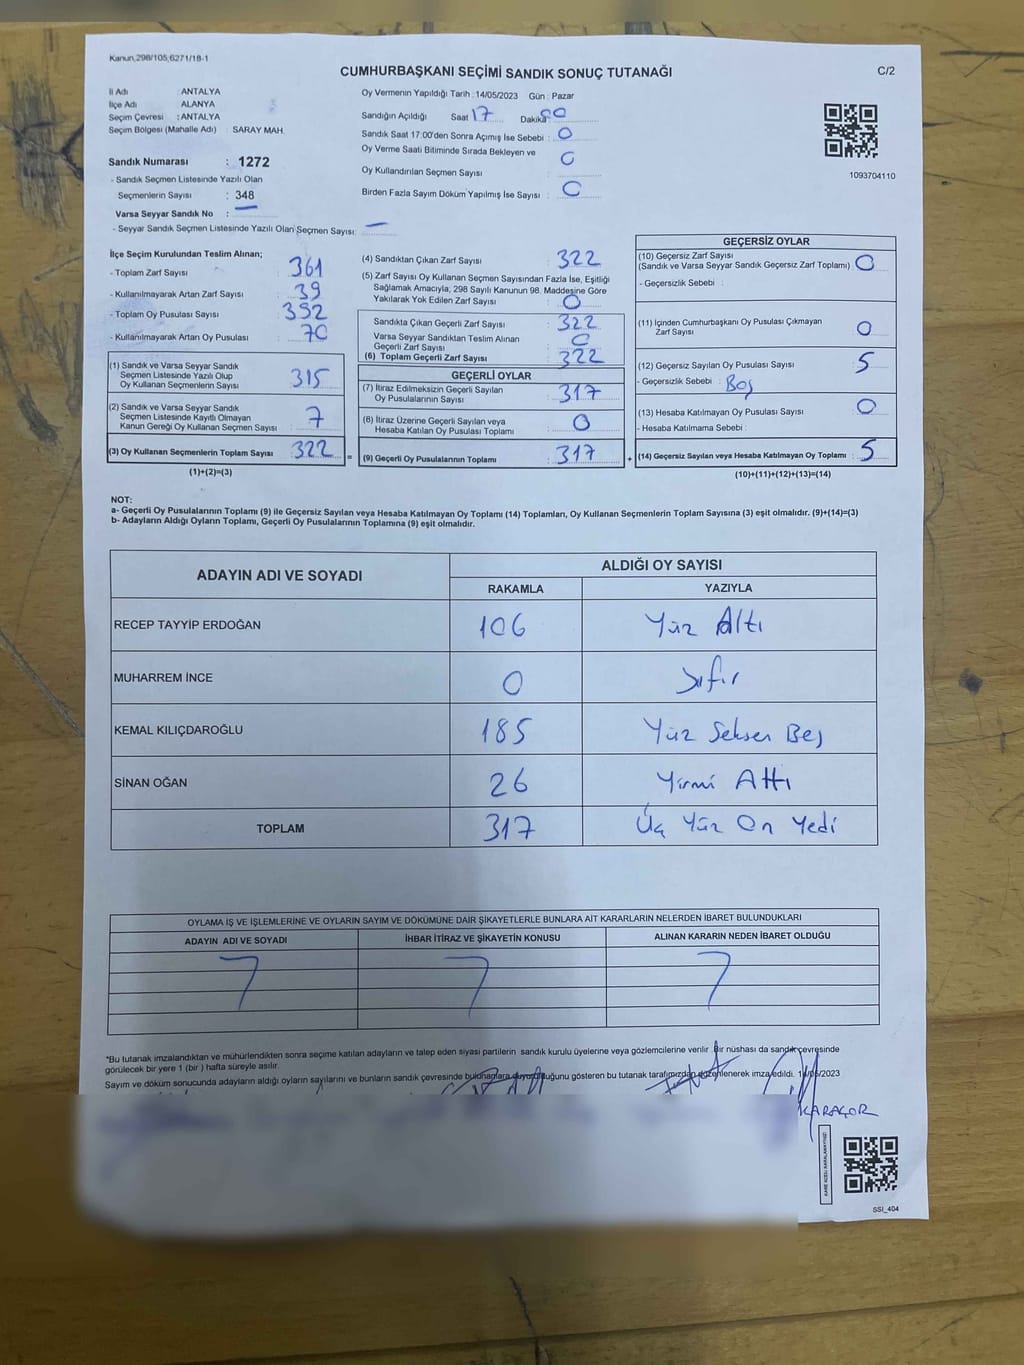 Kanun,298/105;6271/18-1
CUMHURBAŞKANI SEÇİMİ SANDIK SONUÇ TUTANAĞI
C/2
İl Adı : ANTALYA
İlçe Adı : ALANYA
Seçim Çevresi : ANTALYA
Seçim Bölgesi (Mahalle Adı) : SARAY MAH.
Sandık Numarası : 1272
- Sandık Seçmen Listesinde Yazılı Olan
Seçmenlerin Sayısı : 348
Varsa Seyyar Sandık No :
- Seyyar Sandık Seçmen Listesinde Yazılı Olan Seçmen Sayısı: —
Oy Vermenin Yapıldığı Tarih : 14/05/2023 Gün : Pazar
Sandığın Açıldığı Saat 17 Dakika 00
Sandık Saat 17:00'den Sonra Açımış İse Sebebi : 0
Oy Verme Saati Bitiminde Sırada Bekleyen ve
Oy Kullandırılan Seçmen Sayısı : 0
Birden Fazla Sayım Döküm Yapılmış İse Sayısı : 0
1093704110
İlçe Seçim Kurulundan Teslim Alınan;
- Toplam Zarf Sayısı : 361
- Kullanılmayarak Artan Zarf Sayısı : 39
- Toplam Oy Pusulası Sayısı : 392
- Kullanılmayarak Artan Oy Pusulası : 70
(1) Sandık ve Varsa Seyyar Sandık
Seçmen Listesinde Yazılı Olup
Oy Kullanan Seçmenlerin Sayısı : 315
(2) Sandık ve Varsa Seyyar Sandık
Seçmen Listesinde Kayıtlı Olmayan
Kanun Gereği Oy Kullanan Seçmen Sayısı : 7
(3) Oy Kullanan Seçmenlerin Toplam Sayısı : 322
(1)+(2)=(3)
(4) Sandıktan Çıkan Zarf Sayısı : 322
(5) Zarf Sayısı Oy Kullanan Seçmen Sayısından Fazla İse, Eşitliği
Sağlamak Amacıyla, 298 Sayılı Kanunun 98. Maddesine Göre
Yakılarak Yok Edilen Zarf Sayısı : 0
Sandıkta Çıkan Geçerli Zarf Sayısı : 322
Varsa Seyyar Sandıktan Teslim Alınan
Geçerli Zarf Sayısı : 0
(6) Toplam Geçerli Zarf Sayısı : 322
GEÇERLİ OYLAR
(7) İtiraz Edilmeksizin Geçerli Sayılan
Oy Pusulalarının Sayısı : 317
(8) İtiraz Üzerine Geçerli Sayılan veya
Hesaba Katılan Oy Pusulası Toplamı : 0
= (9) Geçerli Oy Pusulalarının Toplamı : 317
GEÇERSİZ OYLAR
(10) Geçersiz Zarf Sayısı
(Sandık ve Varsa Seyyar Sandık Geçersiz Zarf Toplamı) : 0
- Geçersizlik Sebebi :
(11) İçinden Cumhurbaşkanı Oy Pusulası Çıkmayan
Zarf Sayısı : 0
(12) Geçersiz Sayılan Oy Pusulası Sayısı : 5
- Geçersizlik Sebebi : Boş
(13) Hesaba Katılmayan Oy Pusulası Sayısı : 0
- Hesaba Katılmama Sebebi :
+ (14) Geçersiz Sayılan veya Hesaba Katılmayan Oy Toplamı : 5
(10)+(11)+(12)+(13)=(14)
NOT:
a- Geçerli Oy Pusulalarının Toplamı (9) ile Geçersiz Sayılan veya Hesaba Katılmayan Oy Toplamı (14) Toplamları, Oy Kullanan Seçmenlerin Toplam Sayısına (3) eşit olmalıdır. (9)+(14)=(3)
b- Adayların Aldığı Oyların Toplamı, Geçerli Oy Pusulalarının Toplamına (9) eşit olmalıdır.
ADAYIN ADI VE SOYADI
ALDIĞI OY SAYISI
RAKAMLA YAZIYLA
RECEP TAYYİP ERDOĞAN 106 Yüz Altı
MUHARREM İNCE 0 Sıfır
KEMAL KILIÇDAROĞLU 185 Yüz Seksen Beş
SİNAN OĞAN 26 Yirmi Altı
TOPLAM 317 Üç Yüz On Yedi
OYLAMA İŞ VE İŞLEMLERİNE VE OYLARIN SAYIM VE DÖKÜMÜNE DAİR ŞİKAYETLERLE BUNLARA AİT KARARLARIN NELERDEN İBARET BULUNDUKLARI
ADAYIN ADI VE SOYADI İHBAR İTİRAZ VE ŞİKAYETİN KONUSU ALINAN KARARIN NEDEN İBARET OLDUĞU
*Bu tutanak imzalandıktan ve mühürlendikten sonra seçime katılan adayların ve talep eden siyasi partilerin sandık kurulu üyelerine veya gözlemcilerine verilir. Bir nüshası da sandık çevresinde
görülecek bir yere 1 (bir ) hafta süreyle asılır.
Sayım ve döküm sonucunda adayların aldığı oyların sayılarını ve bunların sandık çevresinde bulunanlara duyurulduğunu gösteren bu tutanak tarafımızdan düzenlenerek imza edildi. 14/05/2023
KARAGÖR
SSI_404